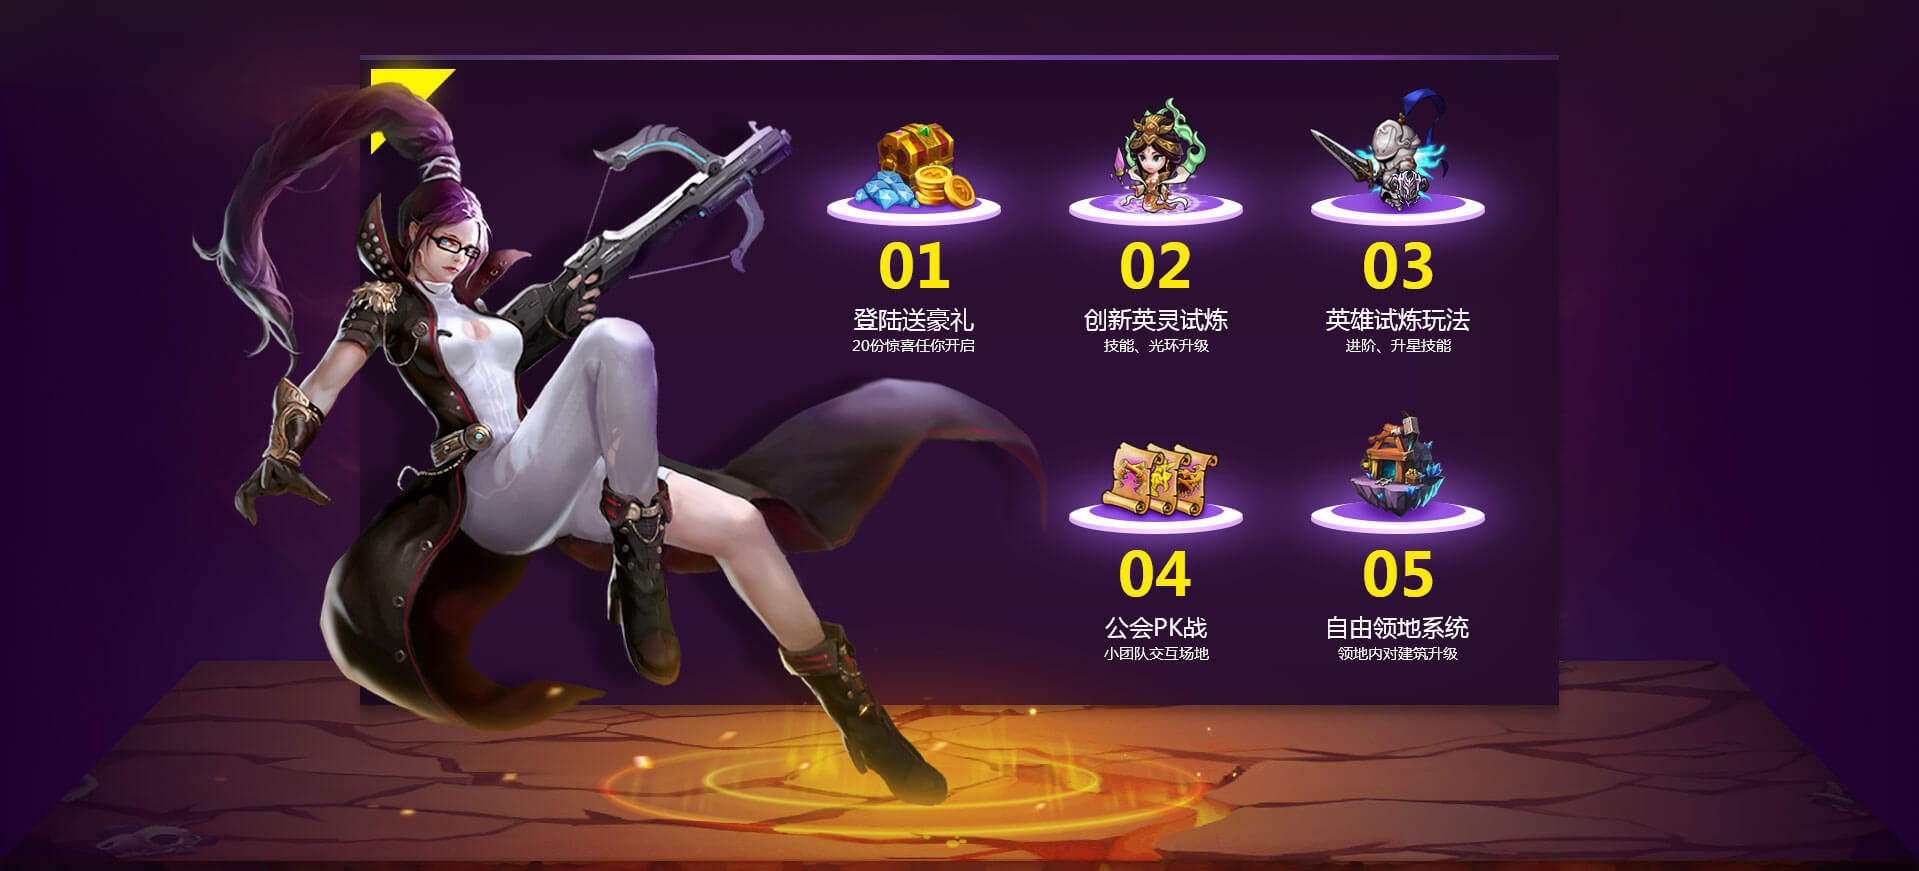 01
登陆送豪礼
20份惊喜任你开启
02
创新英灵试炼
技能、光环升级
03
英雄试炼玩法
进阶、升星技能
04
公会PK战
小团队交互场地
05
自由领地系统
领地内对建筑升级